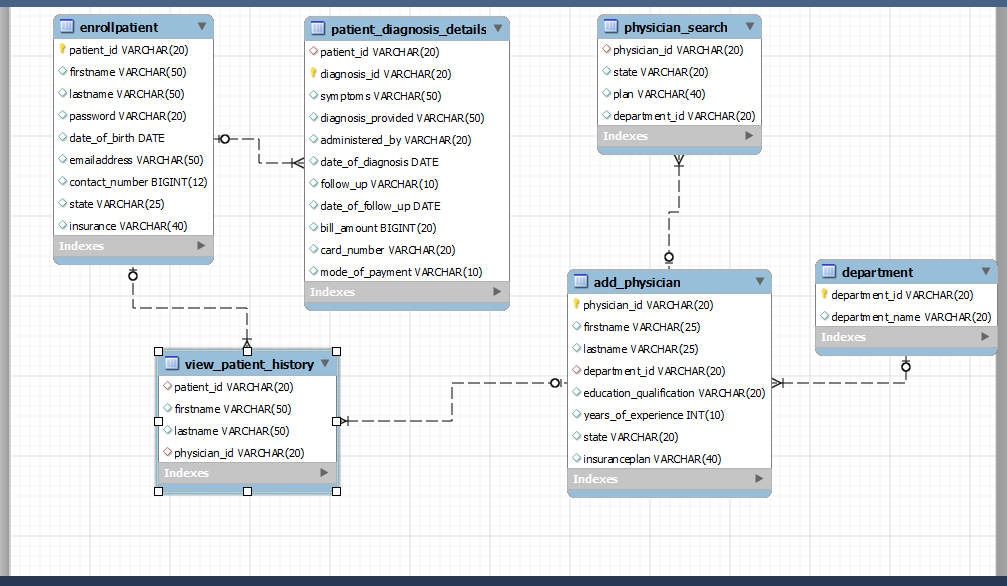 enrollpatient
patient_id VARCHAR(20)
firstname VARCHAR(50)
lastname VARCHAR(50)
password VARCHAR(20)
date_of_birth DATE
emailaddress VARCHAR(50)
contact_number BIGINT(12)
state VARCHAR(25)
insurance VARCHAR(40)
Indexes
patient_diagnosis_details
patient_id VARCHAR(20)
diagnosis_id VARCHAR(20)
symptoms VARCHAR(50)
diagnosis_provided VARCHAR(50)
administered_by VARCHAR(20)
date_of_diagnosis DATE
follow_up VARCHAR(10)
date_of_follow_up DATE
bill_amount BIGINT(20)
card_number VARCHAR(20)
mode_of_payment VARCHAR(10)
Indexes
physician_search
physician_id VARCHAR(20)
state VARCHAR(20)
plan VARCHAR(40)
department_id VARCHAR(20)
Indexes
view_patient_history
patient_id VARCHAR(20)
firstname VARCHAR(50)
lastname VARCHAR(50)
physician_id VARCHAR(20)
Indexes
add_physician
physician_id VARCHAR(20)
firstname VARCHAR(25)
lastname VARCHAR(25)
department_id VARCHAR(20)
education_qualification VARCHAR(20)
years_of_experience INT(10)
state VARCHAR(20)
insuranceplan VARCHAR(40)
Indexes
department
department_id VARCHAR(20)
department_name VARCHAR(20)
Indexes